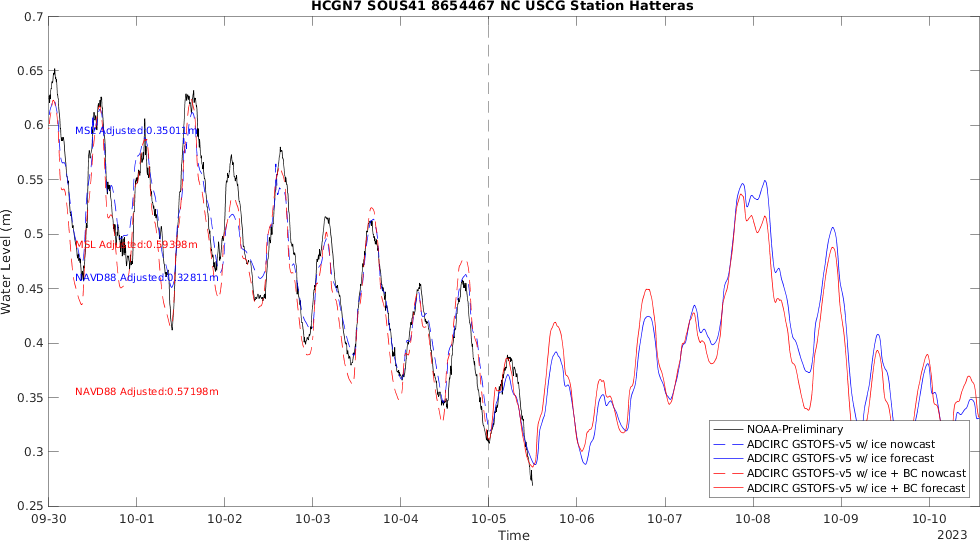 HCGN7 SOUS41 8654467 NC USCG Station Hatteras
0.7
0.65
0.6
0.55
0.5
0.45
0.4
0.35
0.3
0.25
Water Level (m)
MSL Adjusted:0.35011m
MSL Adjusted:0.59398m
NAVD88 Adjusted:0.32811m
NAVD88 Adjusted:0.57198m
NOAA-Preliminary
ADCIRC GSTOFS-v5 w/ ice nowcast
ADCIRC GSTOFS-v5 w/ ice forecast
ADCIRC GSTOFS-v5 w/ ice + BC nowcast
ADCIRC GSTOFS-v5 w/ ice + BC forecast
09-30 10-01 10-02 10-03 10-04 10-05 10-06 10-07 10-08 10-09 10-10
Time
2023